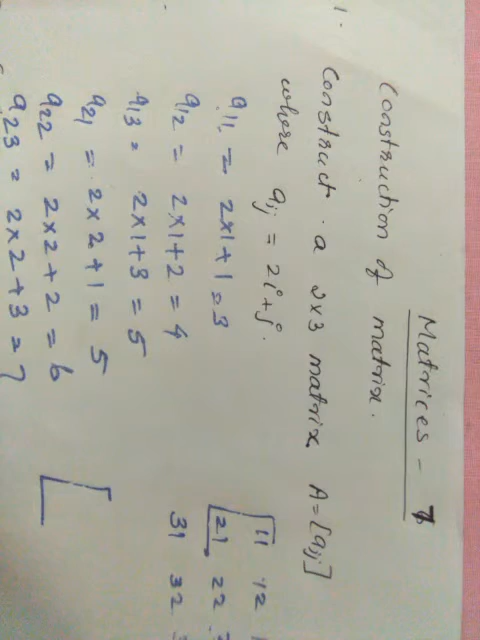 Matrices - 7
Construction of matrix.
1.
Construct a 2x3 matrix A = [aij]
where aij = 2i+j.
a11 = 2x1+1 = 3
a12 = 2x1+2 = 4
a13 = 2x1+3 = 5
a21 = 2x2+1 = 5
a22 = 2x2+2 = 6
a23 = 2x2+3 = 7
11 12
21 22
31 32